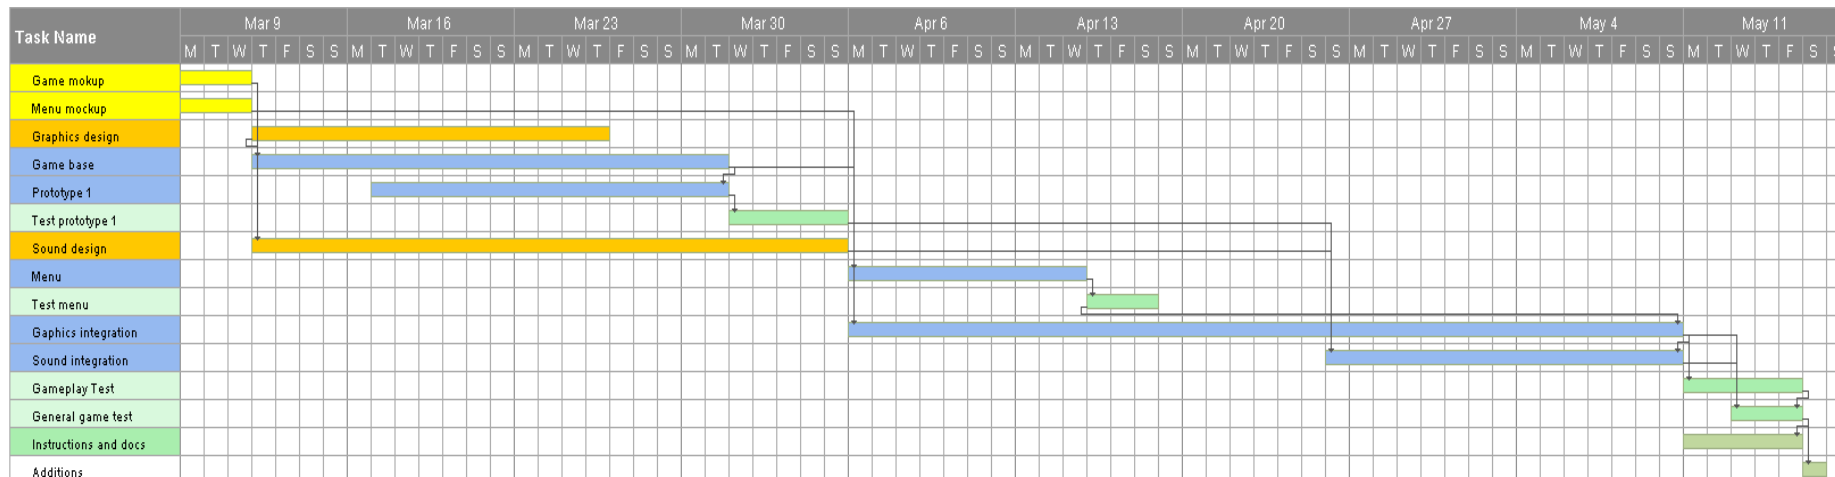 Task Name
Mar 9 Mar 16 Mar 23 Mar 30 Apr 6 Apr 13 Apr 20 Apr 27 May 4 May 11
M T W T F S S M T W T F S S M T W T F S S M T W T F S S M T W T F S S M T W T F S S M T W T F S S M T W T F S S M T W T F S S M T W T F S S
Game mokup
Menu mockup
Graphics design
Game base
Prototype 1
Test prototype 1
Sound design
Menu
Test menu
Gaphics integration
Sound integration
Gameplay Test
General game test
Instructions and docs
Additions